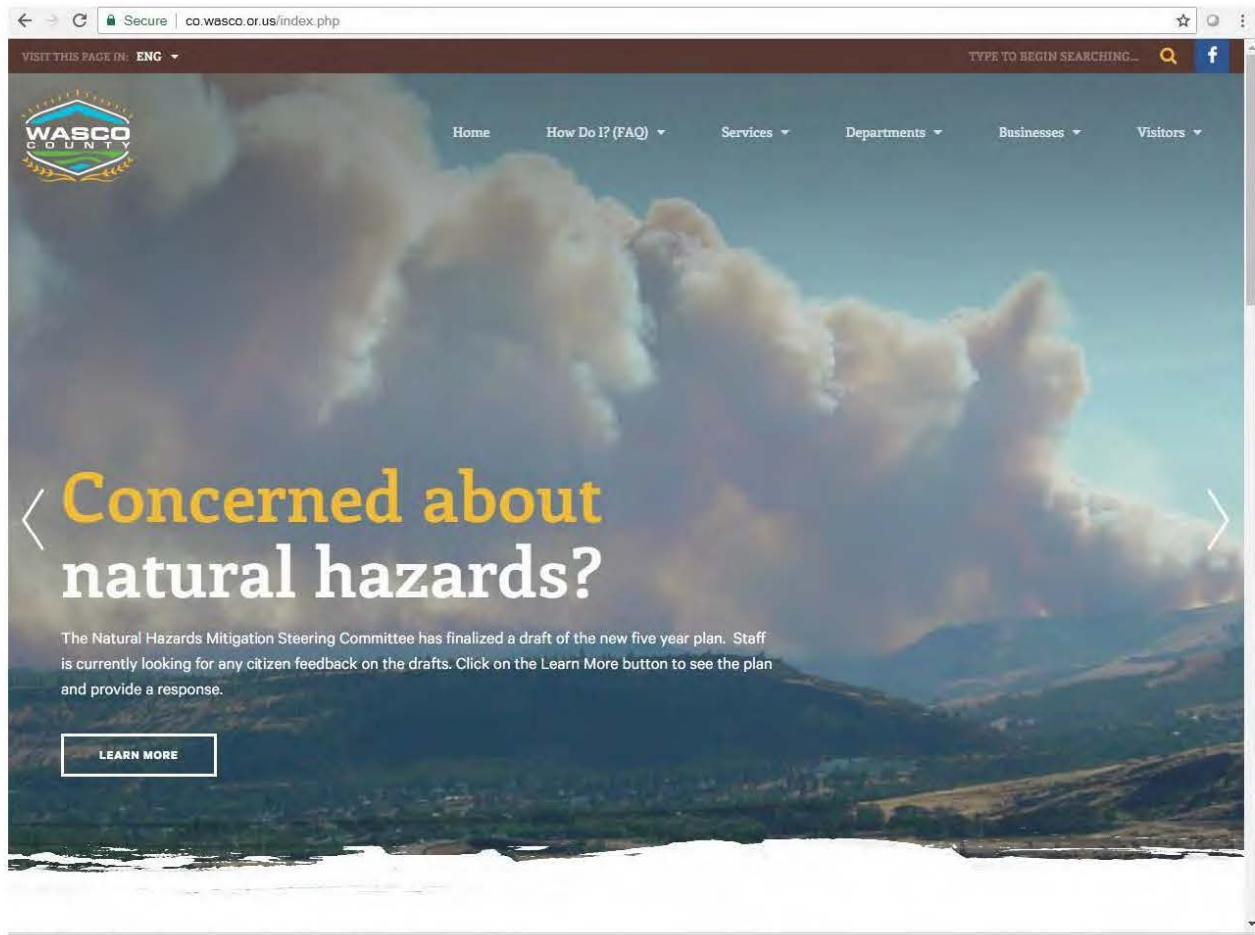 Secure | co.wasco.or.us/index.php
VISIT THIS PAGE IN: ENG
TYPE TO BEGIN SEARCHING...
f
WASCO
COUNTY
Home How Do I? (FAQ) Services Departments Businesses Visitors
Concerned about
natural hazards?
The Natural Hazards Mitigation Steering Committee has finalized a draft of the new five year plan. Staff
is currently looking for any citizen feedback on the drafts. Click on the Learn More button to see the plan
and provide a response.
LEARN MORE